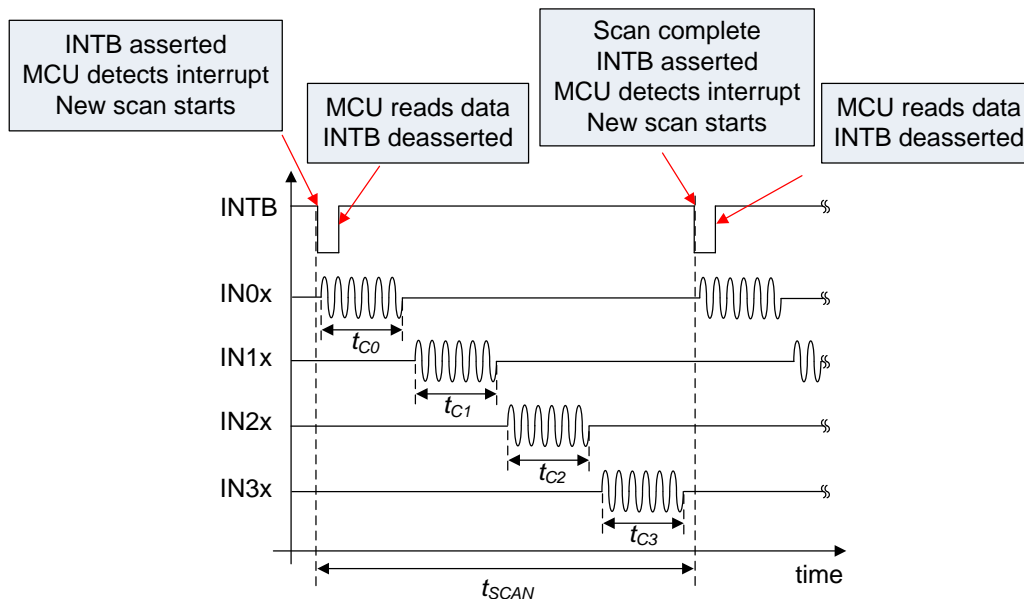 INTB asserted
MCU detects interrupt
New scan starts
MCU reads data
INTB deasserted
Scan complete
INTB asserted
MCU detects interrupt
New scan starts
MCU reads data
INTB deasserted
INTB
IN0x
tC0
IN1x
tC1
IN2x
tC2
IN3x
tC3
time
tSCAN